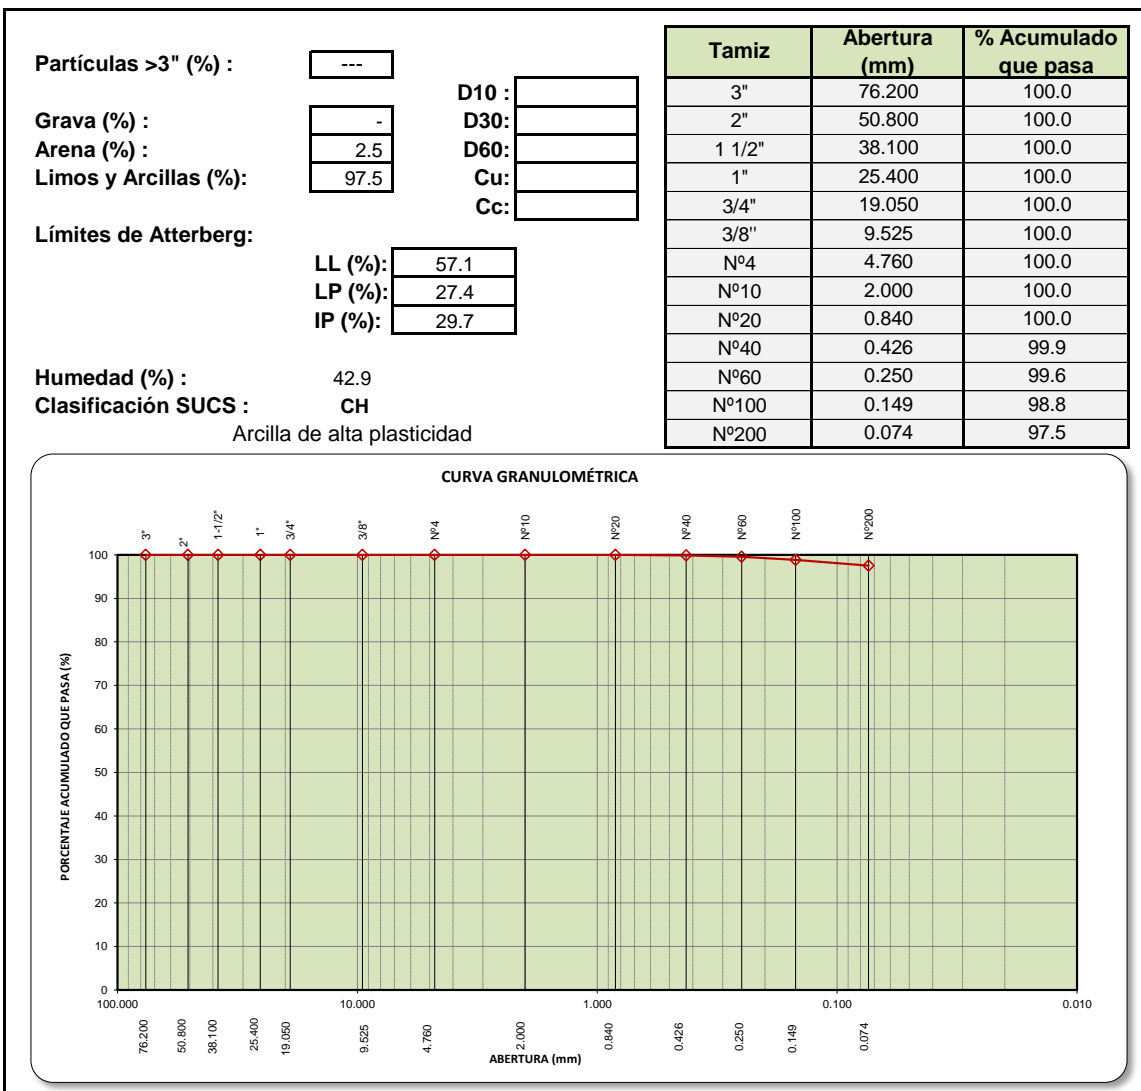 Partículas >3" (%) : ---
D10 :
Grava (%) : - D30:
Arena (%) : 2.5 D60:
Limos y Arcillas (%): 97.5 Cu:
Cc:
Límites de Atterberg:
LL (%): 57.1
LP (%): 27.4
IP (%): 29.7
Humedad (%) : 42.9
Clasificación SUCS : CH
Arcilla de alta plasticidad
Tamiz Abertura (mm) % Acumulado que pasa
3" 76.200 100.0
2" 50.800 100.0
1 1/2" 38.100 100.0
1" 25.400 100.0
3/4" 19.050 100.0
3/8'' 9.525 100.0
Nº4 4.760 100.0
Nº10 2.000 100.0
Nº20 0.840 100.0
Nº40 0.426 99.9
Nº60 0.250 99.6
Nº100 0.149 98.8
Nº200 0.074 97.5
CURVA GRANULOMÉTRICA
3" 2" 1-1/2" 1" 3/4" 3/8" Nº4 Nº10 Nº20 Nº40 Nº60 Nº100 Nº200
PORCENTAJE ACUMULADO QUE PASA (%)
100
90
80
70
60
50
40
30
20
10
0
100.000 10.000 1.000 0.100 0.010
76.200 50.800 38.100 25.400 19.050 9.525 4.760 2.000 0.840 0.426 0.250 0.149 0.074
ABERTURA (mm)